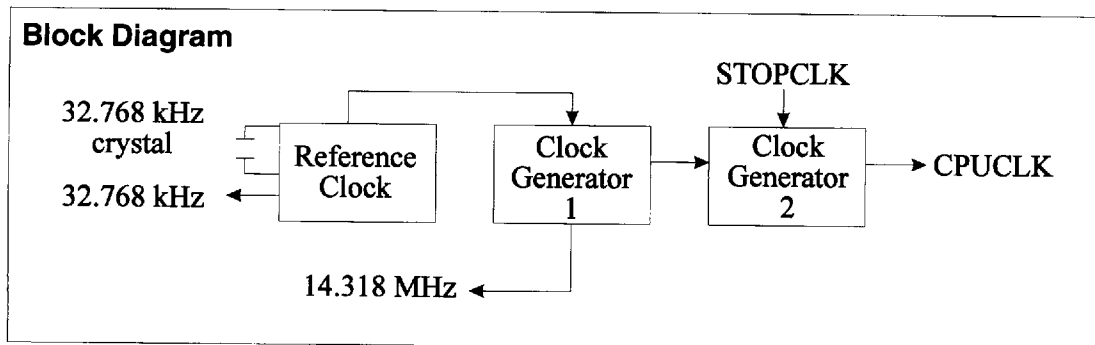 Block Diagram
STOPCLK
32.768 kHz
crystal
Reference
Clock
Clock
Generator
1
Clock
Generator
2
CPUCLK
32.768 kHz
14.318 MHz